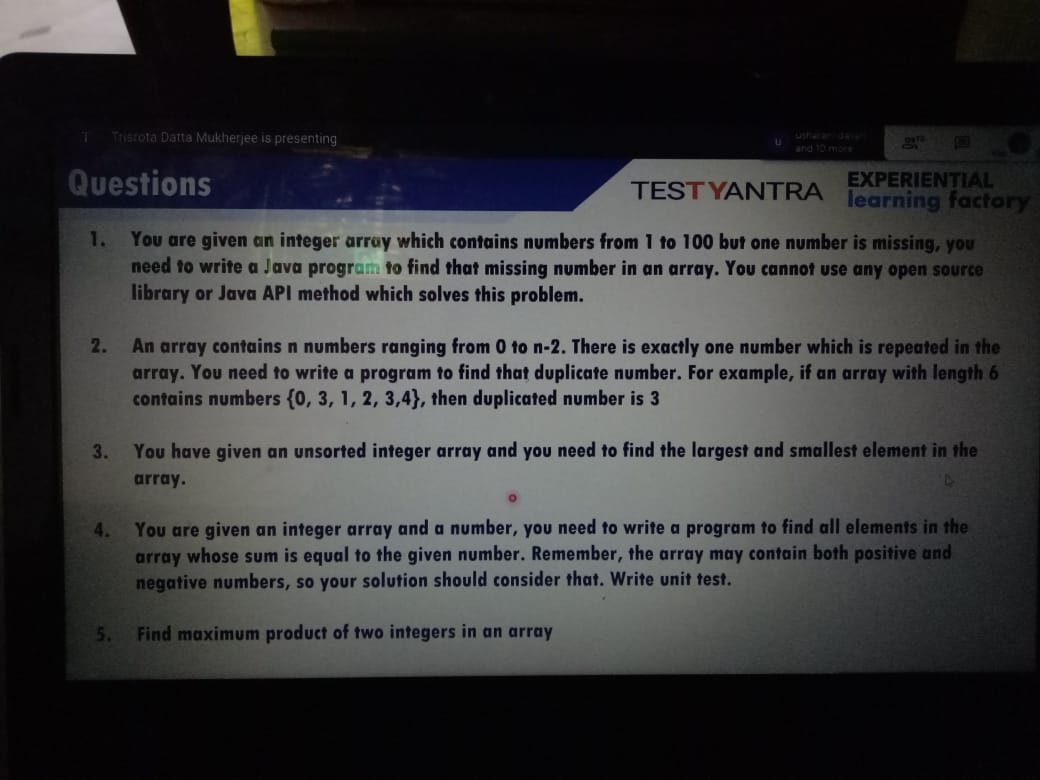 T Trisrota Datta Mukherjee is presenting
U
and 10 more
Questions
TESTYANTRA
EXPERIENTIAL
learning factory
1. You are given an integer array which contains numbers from 1 to 100 but one number is missing, you
need to write a Java program to find that missing number in an array. You cannot use any open source
library or Java API method which solves this problem.
2. An array contains n numbers ranging from 0 to n-2. There is exactly one number which is repeated in the
array. You need to write a program to find that duplicate number. For example, if an array with length 6
contains numbers {0, 3, 1, 2, 3,4}, then duplicated number is 3
3. You have given an unsorted integer array and you need to find the largest and smallest element in the
array.
4. You are given an integer array and a number, you need to write a program to find all elements in the
array whose sum is equal to the given number. Remember, the array may contain both positive and
negative numbers, so your solution should consider that. Write unit test.
5. Find maximum product of two integers in an array